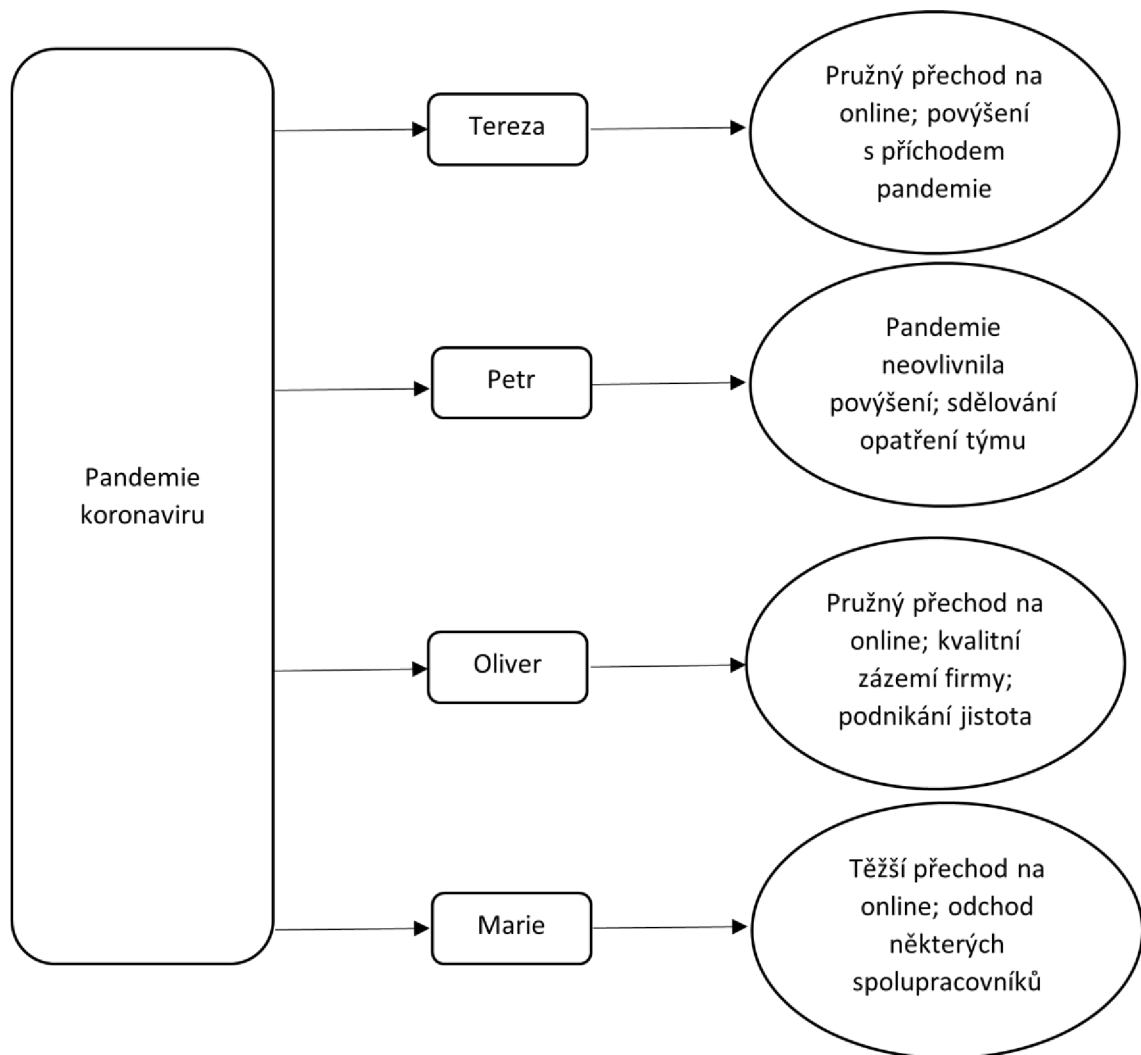 Pandemie
koronaviru
Tereza
Pružný přechod na
online; povýšení
s příchodem
pandemie
Petr
Pandemie
neovlivnila
povýšení; sdělování
opatření týmu
Oliver
Pružný přechod na
online; kvalitní
zázemí firmy;
podnikání jistota
Marie
Těžší přechod na
online; odchod
některých
spolupracovníků